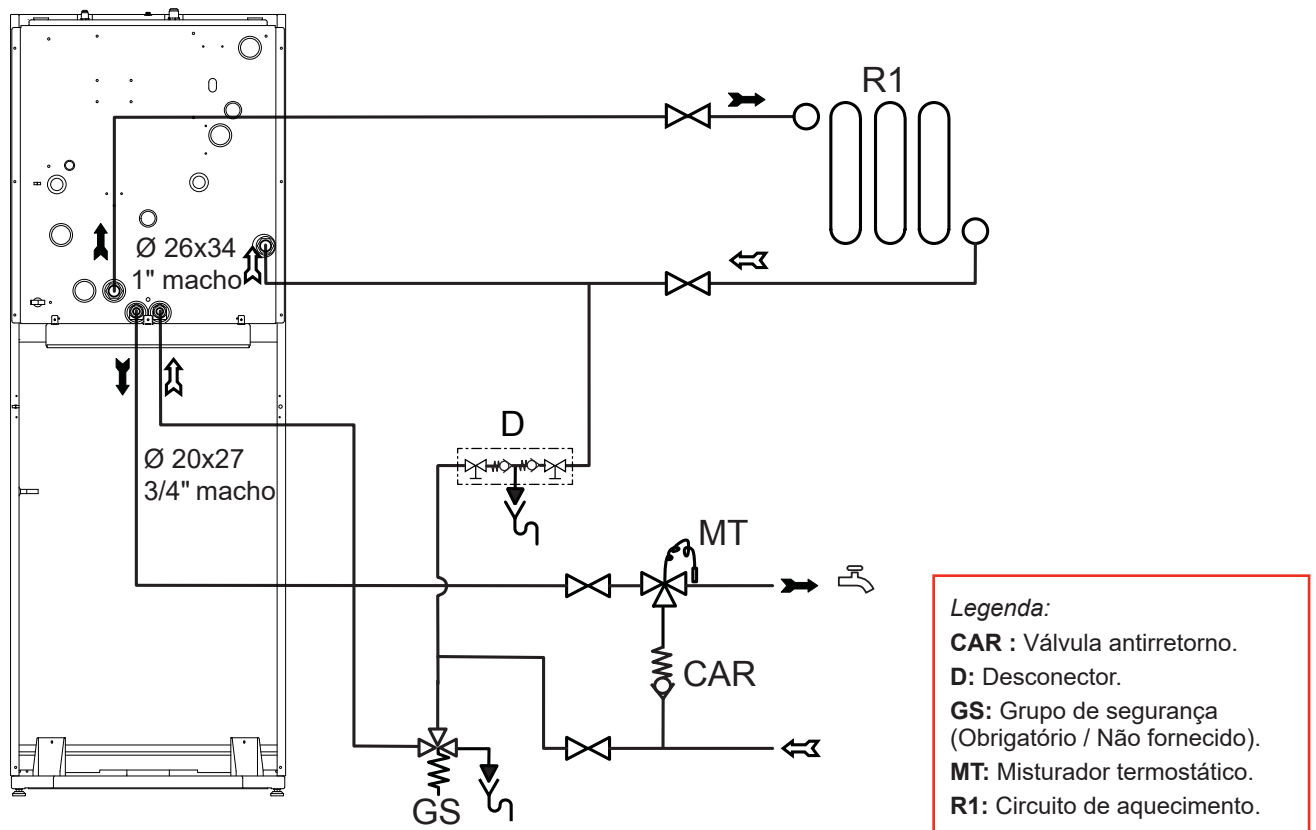 R1
Ø 26x34
1" macho
D
Ø 20x27
3/4" macho
MT
CAR
GS
Legenda:
CAR : Válvula antirretorno.
D: Desconector.
GS: Grupo de segurança
(Obrigatório / Não fornecido).
MT: Misturador termostático.
R1: Circuito de aquecimento.